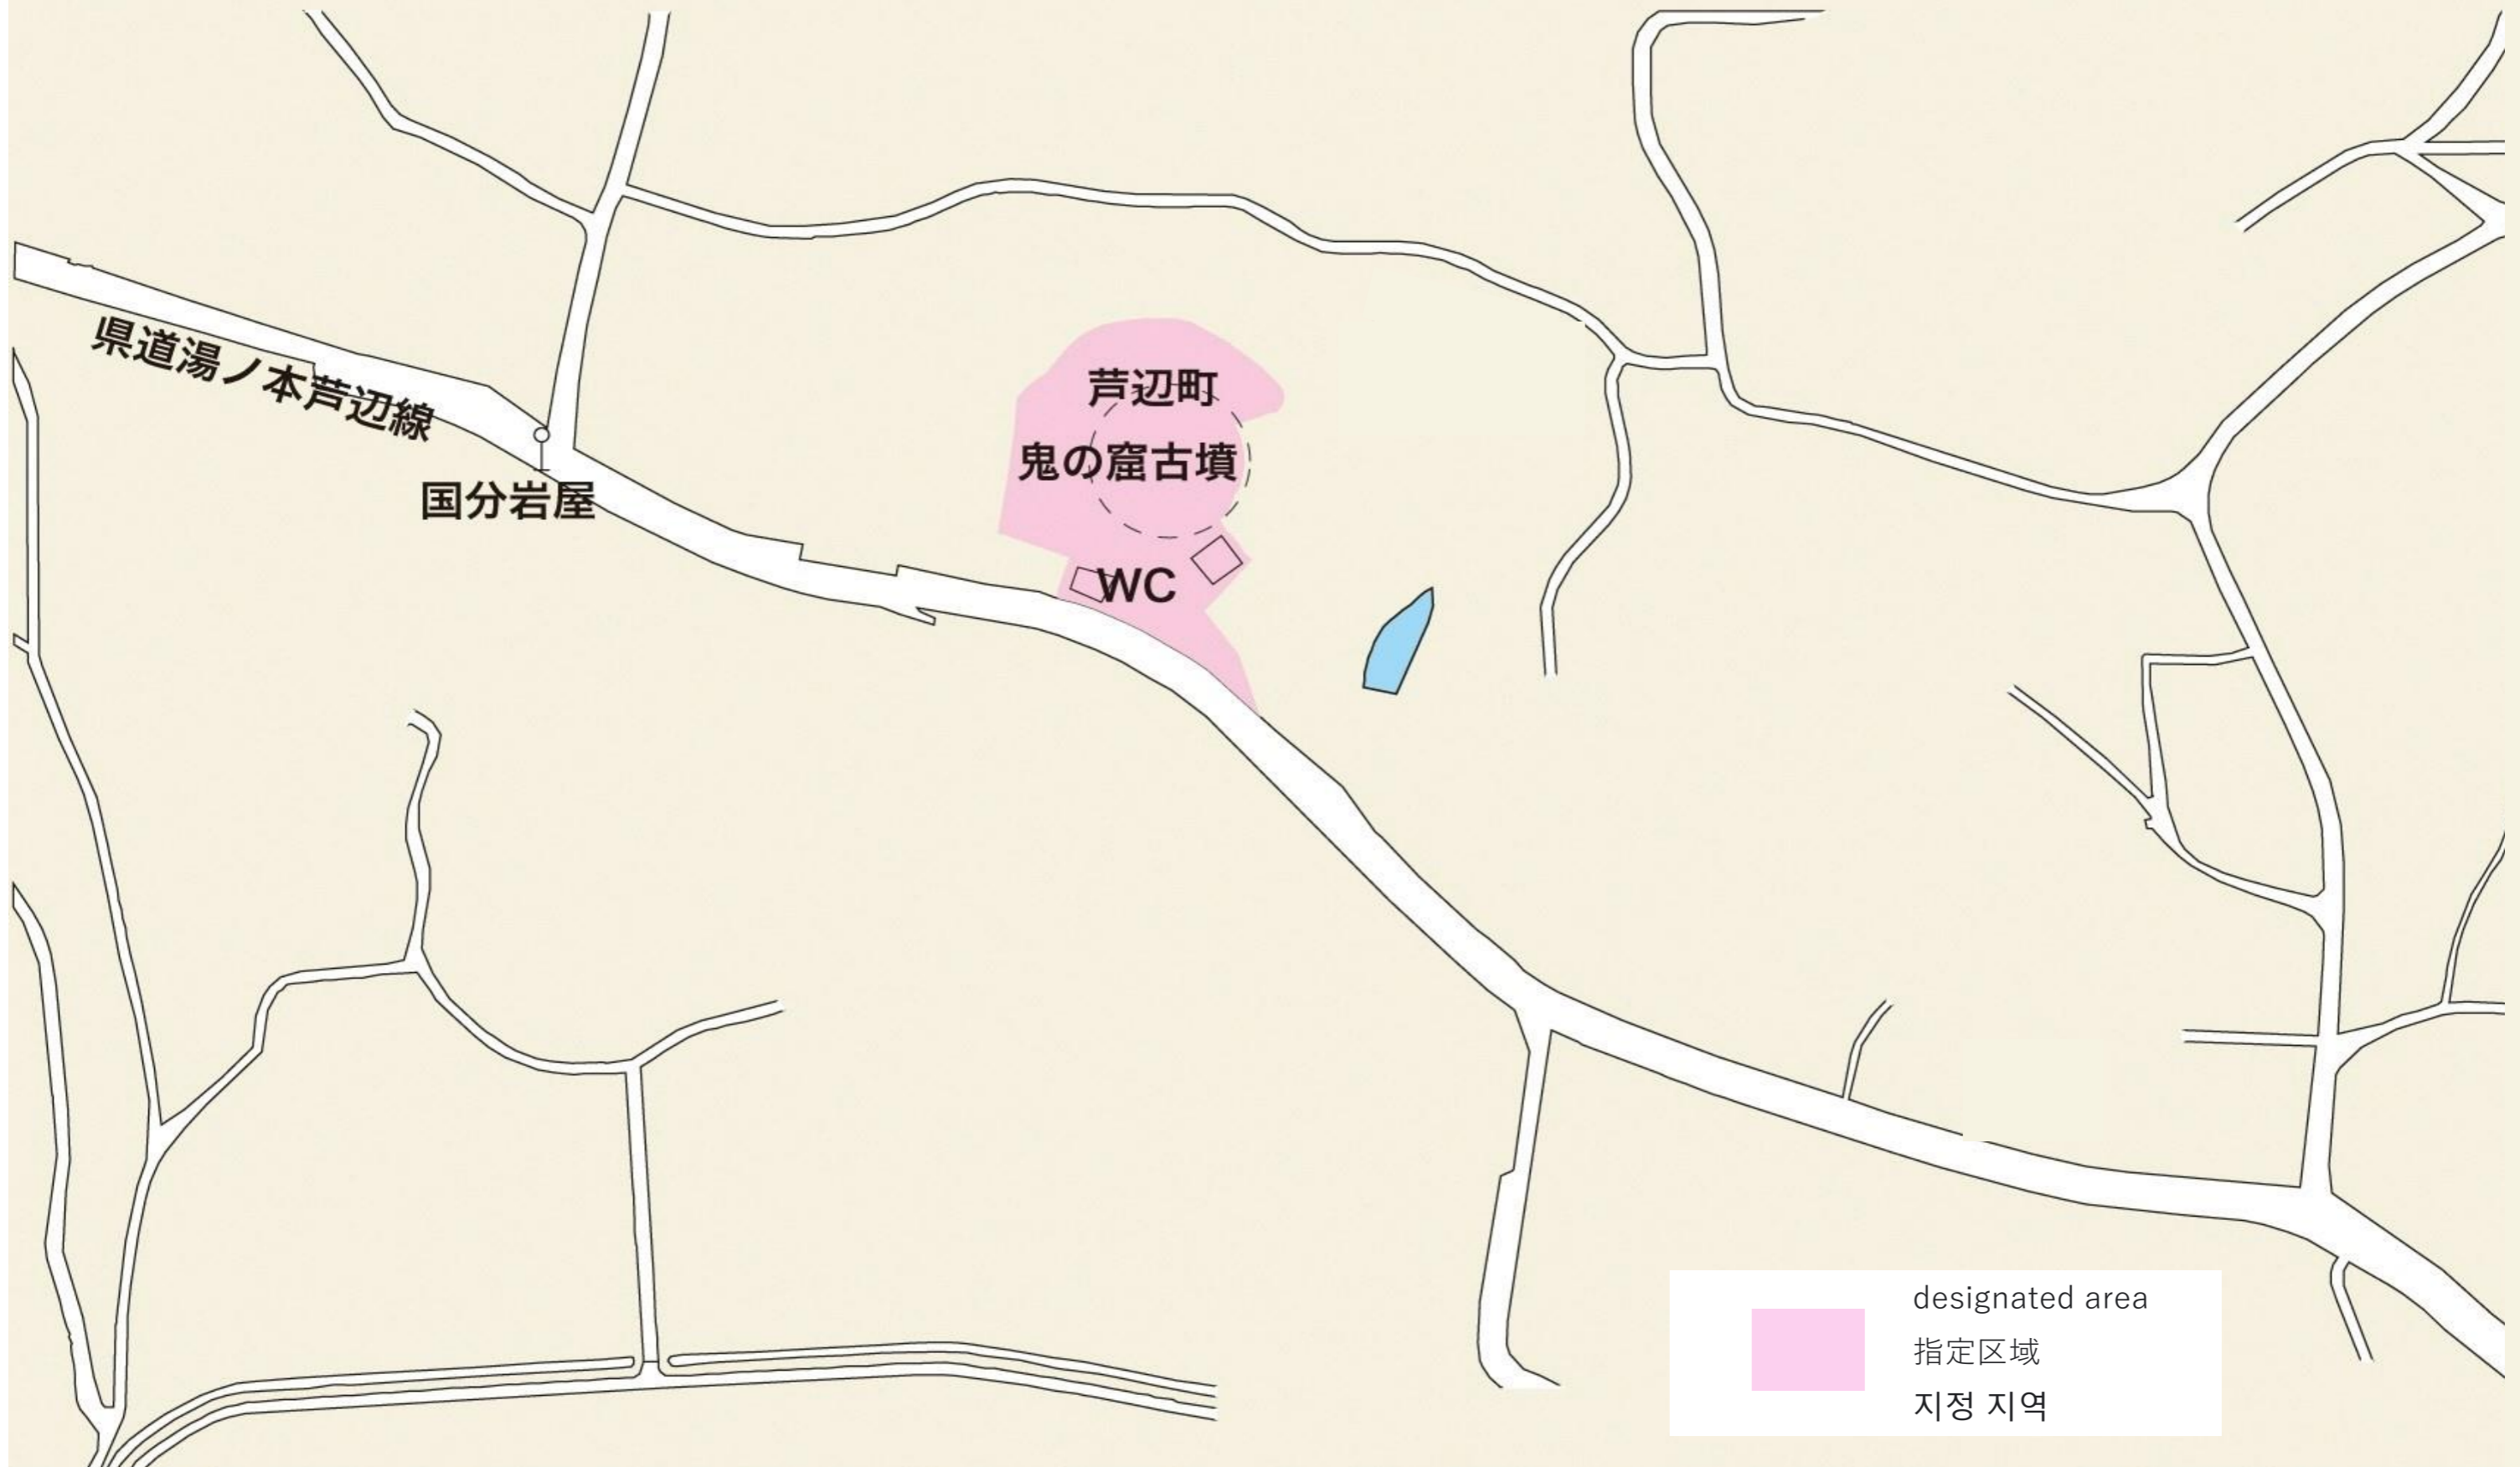 県道湯ノ本芦辺線
国分岩屋
芦辺町
鬼の窟古墳
WC
designated area
指定区域
지정 지역